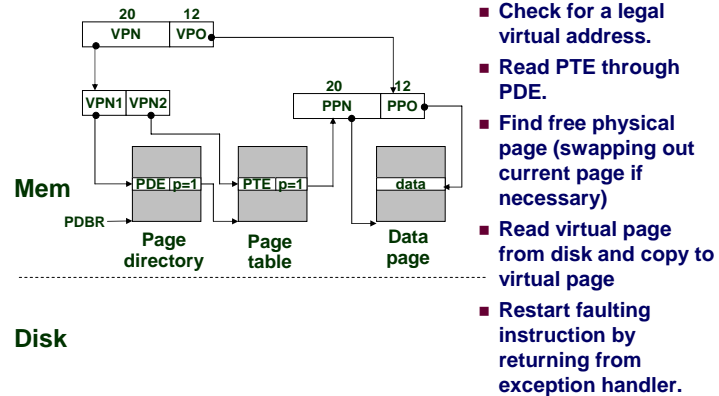 20 12
VPN VPO
VPN1 VPN2
20 12
PPN PPO
Mem
PDE p=1
PTE p=1
data
PDBR
Page
directory
Page
table
Data
page
Disk
Check for a legal
virtual address.
Read PTE through
PDE.
Find free physical
page (swapping out
current page if
necessary)
Read virtual page
from disk and copy to
virtual page
Restart faulting
instruction by
returning from
exception handler.